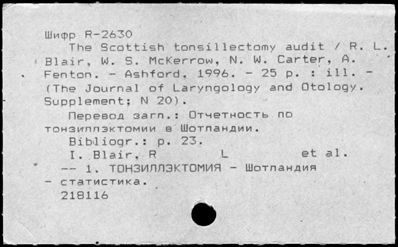 Шифр R-2630
The Scottish tonsillectomy audit / R. L.
Blair, W. S. McKerrow, N. W. Carter, A.
Fenton. - Ashford, 1996. - 25 p. : ill. -
(The Journal of Laryngology and Otology.
Supplement; N 20).
Перевод загл.: Отчетность по
тонзиллэктомии в Шотландии.
Bibliogr.: p. 23.
I. Blair, R L et al.
-- 1. ТОНЗИЛЛЭКТОМИЯ - Шотландия
- статистика.
218116